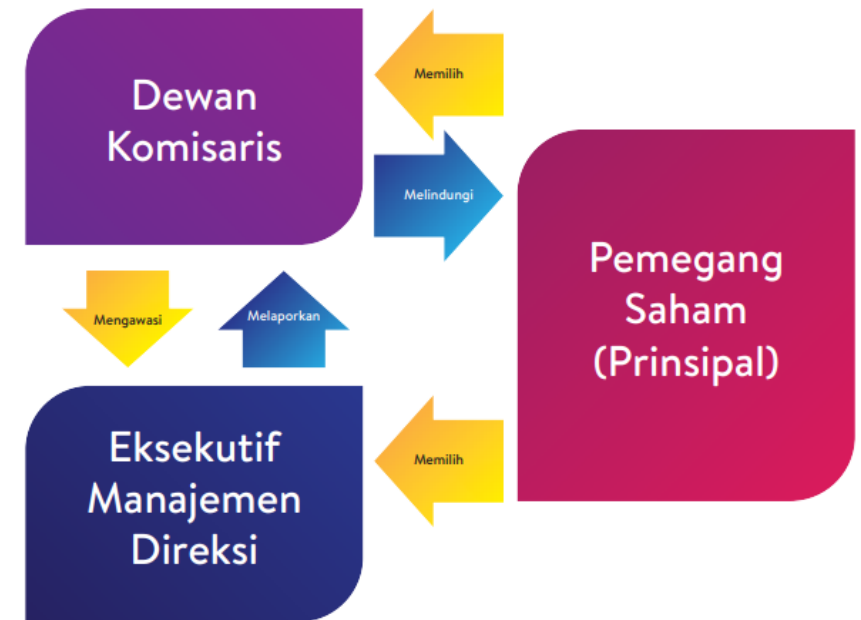 Dewan
Komisaris
Memilih
Melindungi
Pemegang
Saham
(Prinsipal)
Mengawasi
Melaporkan
Eksekutif
Manajemen
Direksi
Memilih